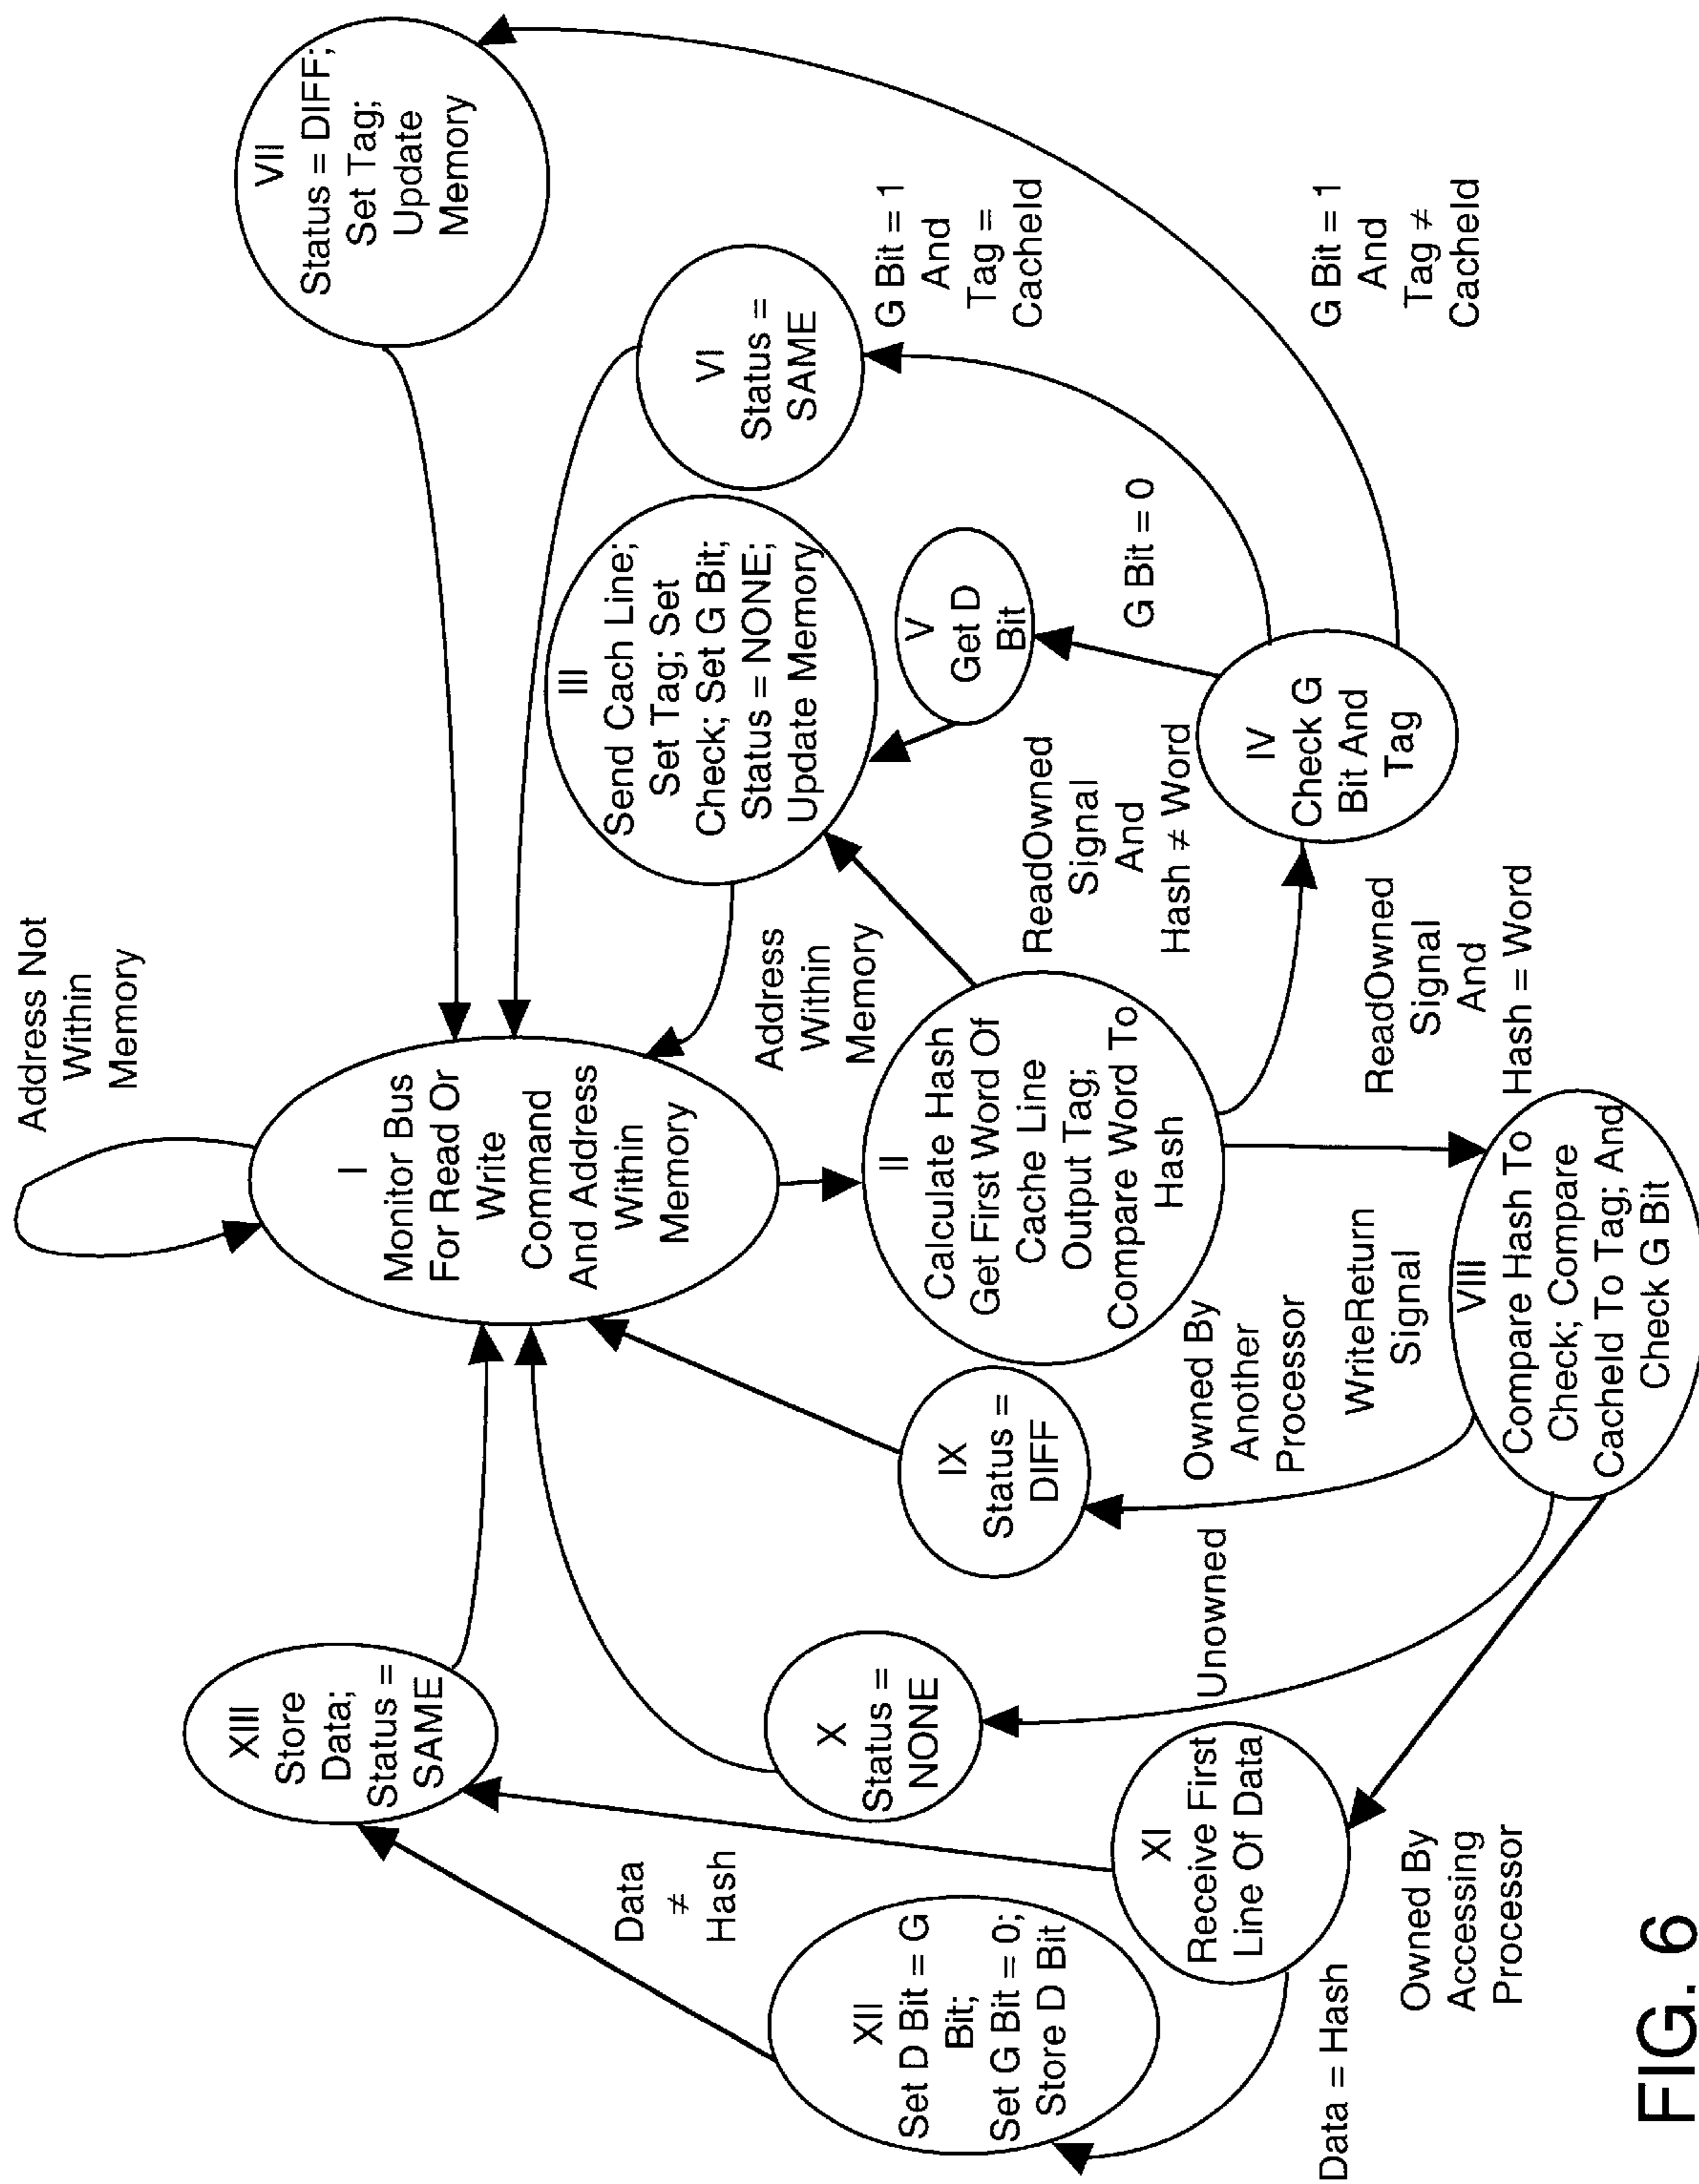 Address Not
Within
Memory
I
Monitor Bus
For Read Or
Write
Command
And Address
Within
Memory
VII
Status = DIFF;
Set Tag;
Update
Memory
XIII
Store
Data;
Status =
SAME
III
Send Cach Line;
Set Tag; Set
Check; Set G Bit;
Status = NONE;
Update Memory
VI
Status =
SAME
Address
Within
Memory
G Bit = 1
And
Tag =
CacheId
Data
≠
Hash
X
Status =
NONE
IX
Status =
DIFF
II
Calculate Hash
Get First Word Of
Cache Line
Output Tag;
Compare Word To
Hash
V
Get D
Bit
G Bit = 0
ReadOwned
Signal
And
Hash ≠ Word
XII
Set D Bit = G
Bit;
Set G Bit = 0;
Store D Bit
XI
Receive First
Line Of Data
Unowned
Owned By
Another
Processor
WriteReturn
Signal
IV
Check G
Bit And
Tag
G Bit = 1
And
Tag ≠
CacheId
ReadOwned
Signal
And
Hash = Word
Data = Hash
Owned By
Accessing
Processor
VIII
Compare Hash To
Check; Compare
CacheId To Tag; And
Check G Bit
FIG. 6